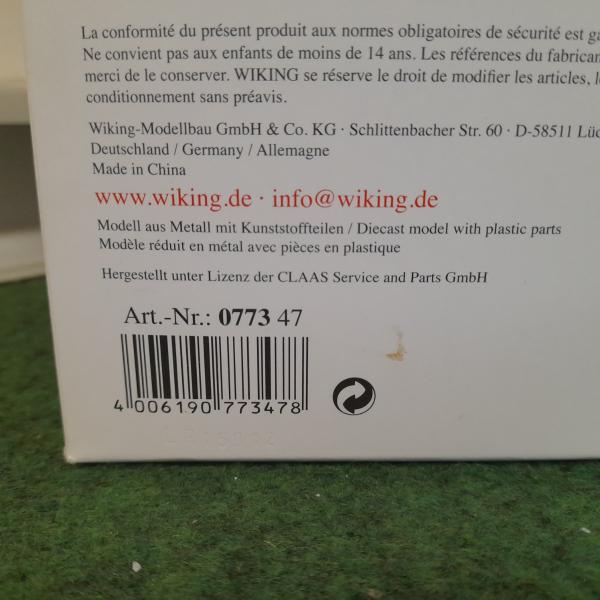 La conformité du présent produit aux normes obligatoires de sécurité est
Ne convient pas aux enfants de moins de 14 ans. Les références du
merci de le conserver. WIKING se réserve le droit de modifier les articles,
conditionnement sans préavis.
Wiking-Modellbau GmbH & Co. KG · Schlittenbacher Str. 60 · D-58511
Deutschland / Germany / Allemagne
Made in China
www.wiking.de · info@wiking.de
Modell aus Metall mit Kunststoffteilen / Diecast model with plastic parts
Modèle réduit en métal avec pièces en plastique
Hergestellt unter Lizenz der CLAAS Service and Parts GmbH
Art.-Nr.: 0773 47
4 006190 773478